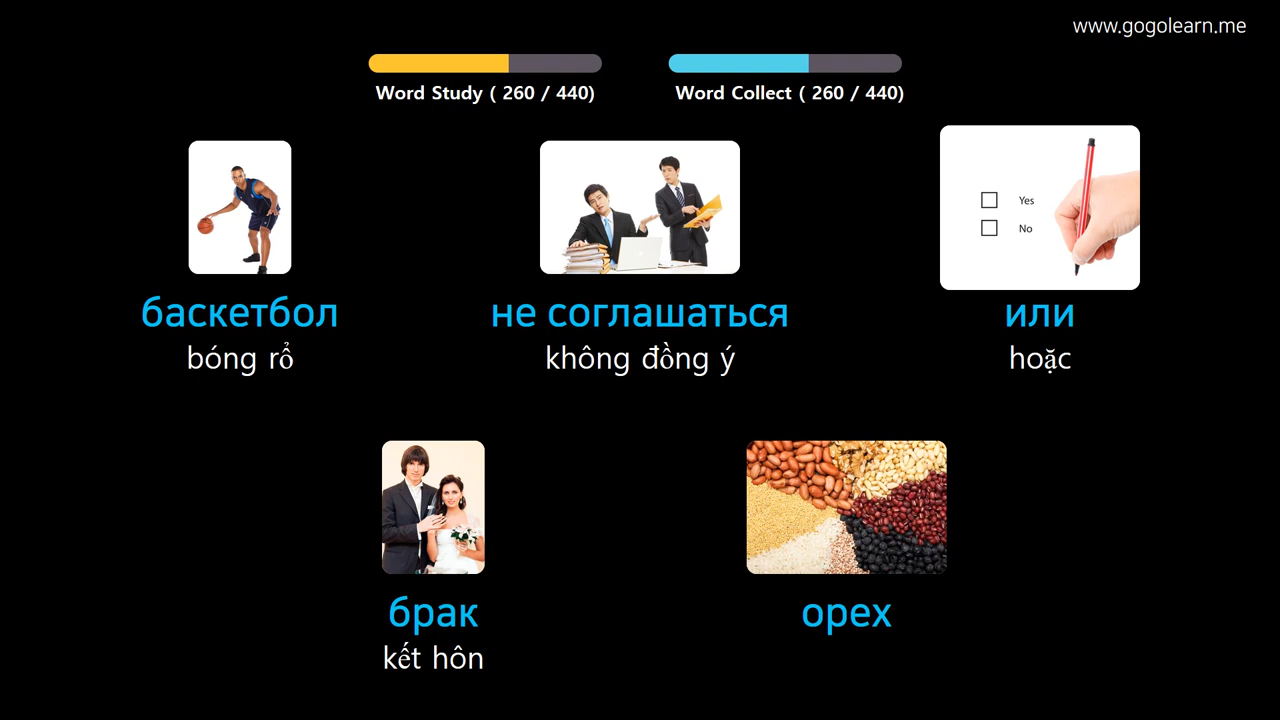 www.gogolearn.me
Word Study ( 260 / 440)
Word Collect ( 260 / 440)
Yes
No
баскетбол
bóng rổ
не соглашаться
không đồng ý
или
hoặc
брак
kết hôn
орех